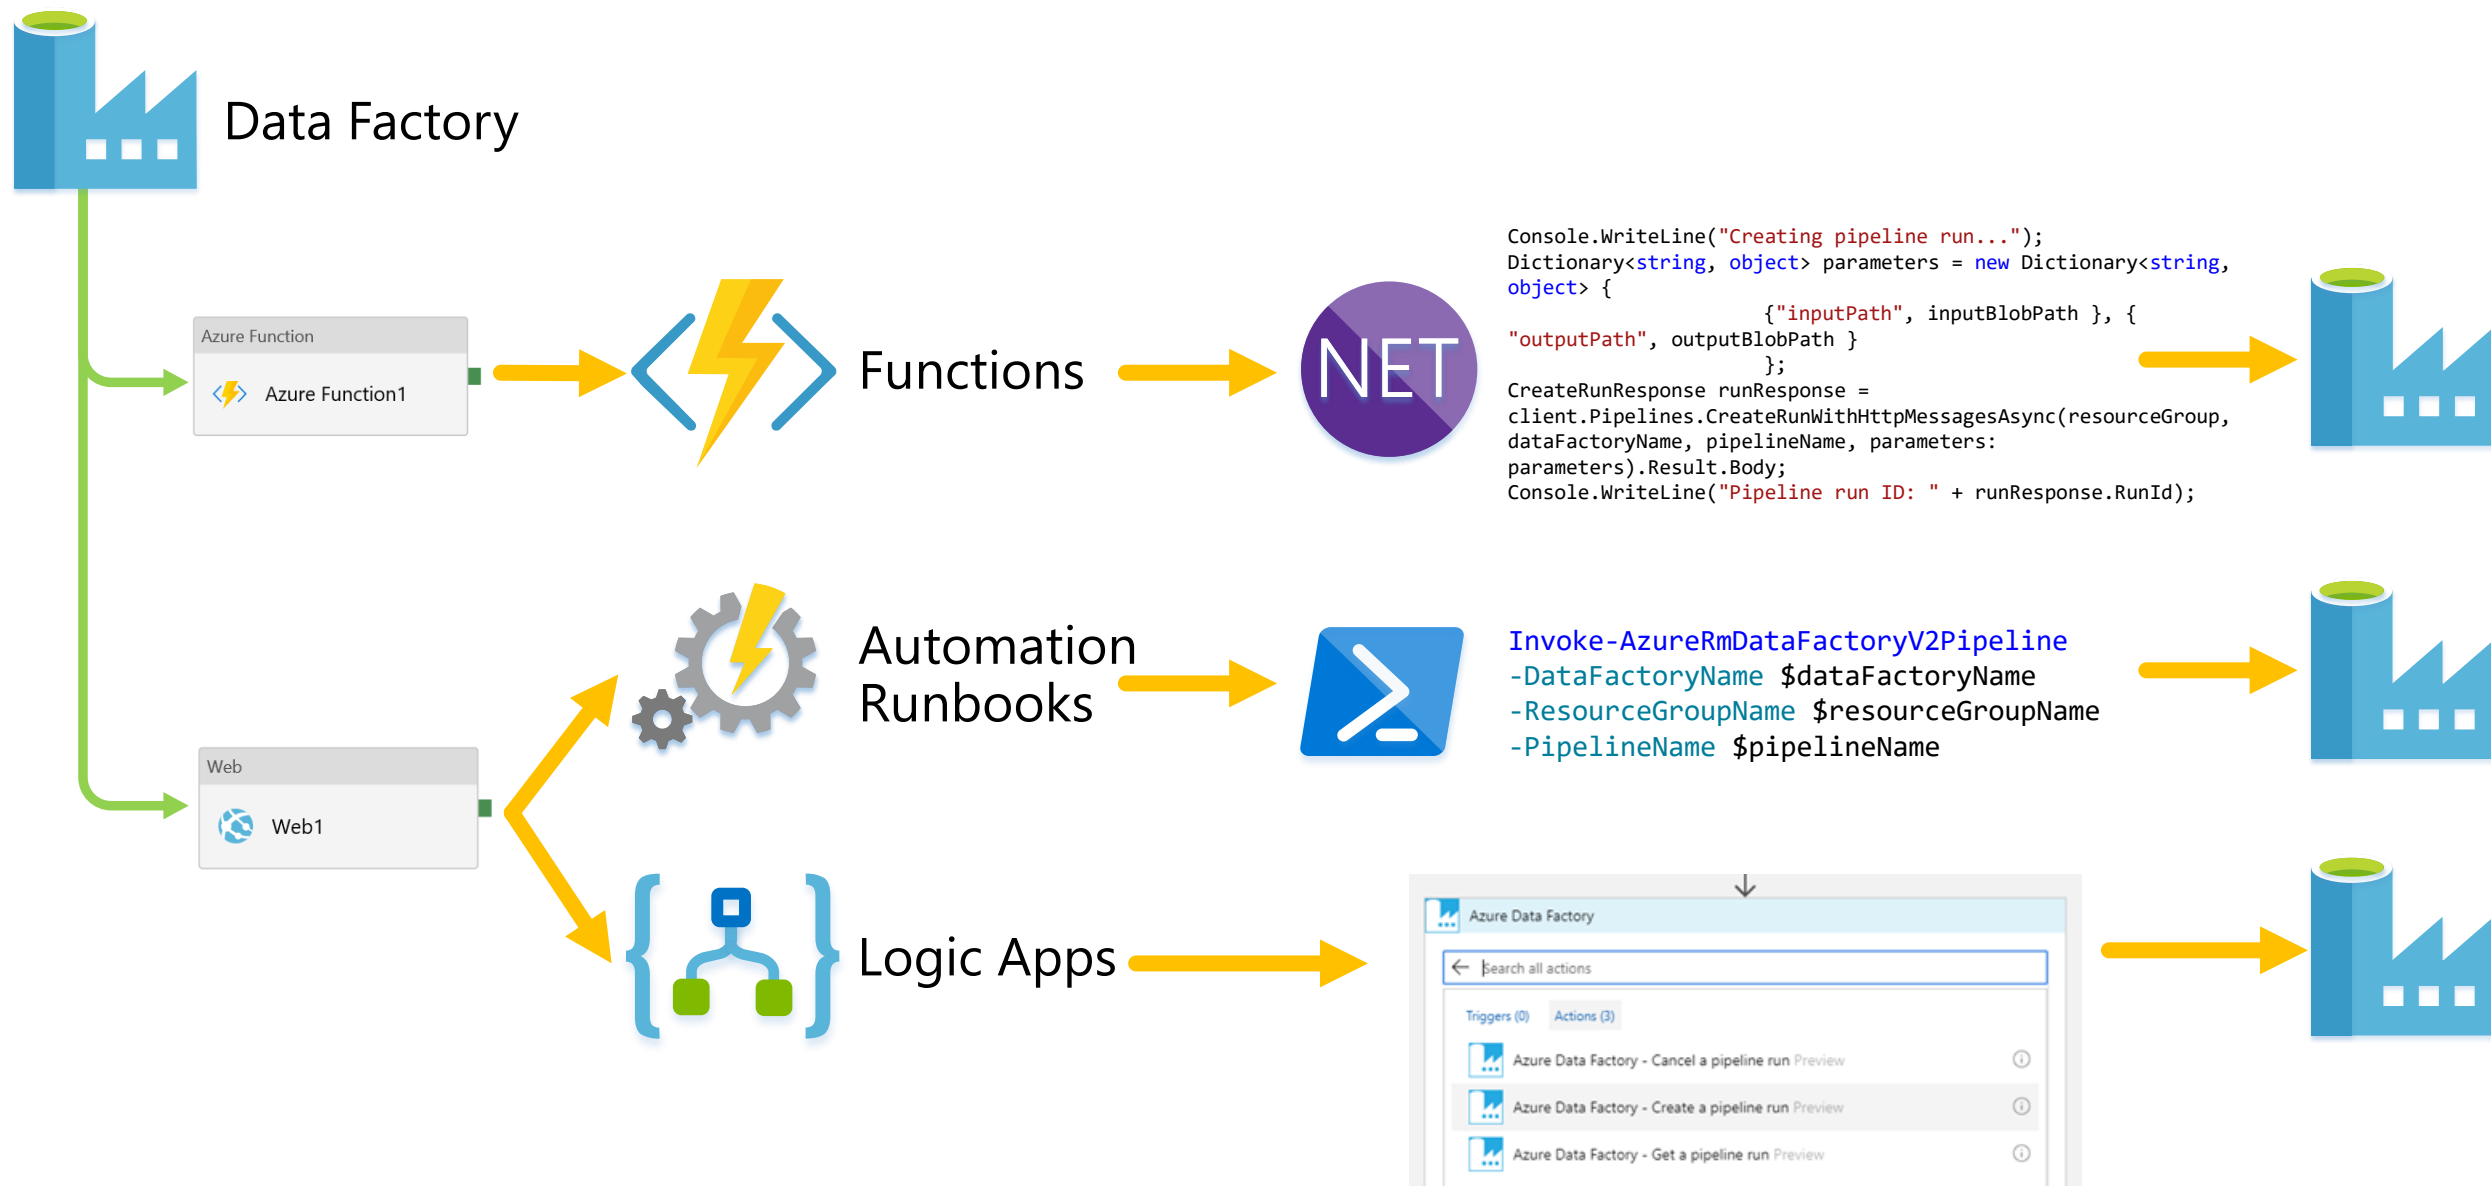 Data Factory
Azure Function
Azure Function1
Functions
NET
Console.WriteLine("Creating pipeline run...");
Dictionary<string, object> parameters = new Dictionary<string,
object> {
{"inputPath", inputBlobPath }, {
"outputPath", outputBlobPath }
};
CreateRunResponse runResponse =
client.Pipelines.CreateRunWithHttpMessagesAsync(resourceGroup,
dataFactoryName, pipelineName, parameters:
parameters).Result.Body;
Console.WriteLine("Pipeline run ID: " + runResponse.RunId);
Web
Web1
Automation
Runbooks
Invoke-AzureRmDataFactoryV2Pipeline
-DataFactoryName $dataFactoryName
-ResourceGroupName $resourceGroupName
-PipelineName $pipelineName
Logic Apps
Azure Data Factory
Search all actions
Triggers (0) Actions (3)
Azure Data Factory - Cancel a pipeline run Preview
Azure Data Factory - Create a pipeline run Preview
Azure Data Factory - Get a pipeline run Preview